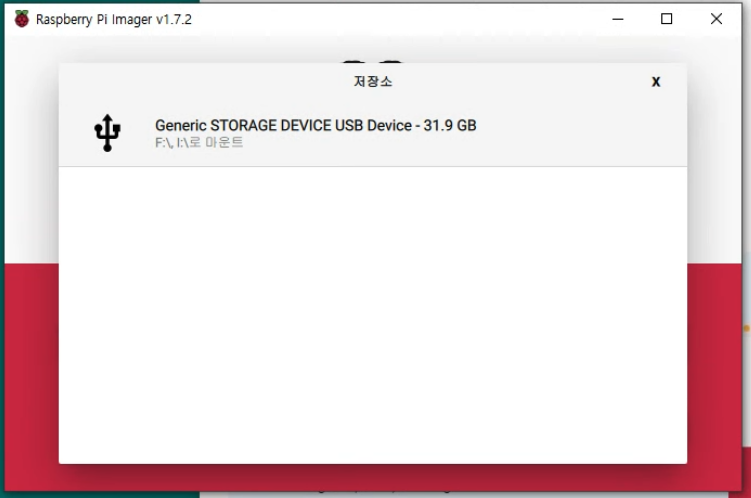 Raspberry Pi Imager v1.7.2
저장소
X
Generic STORAGE DEVICE USB Device - 31.9 GB
F:\, I:\로 마운트